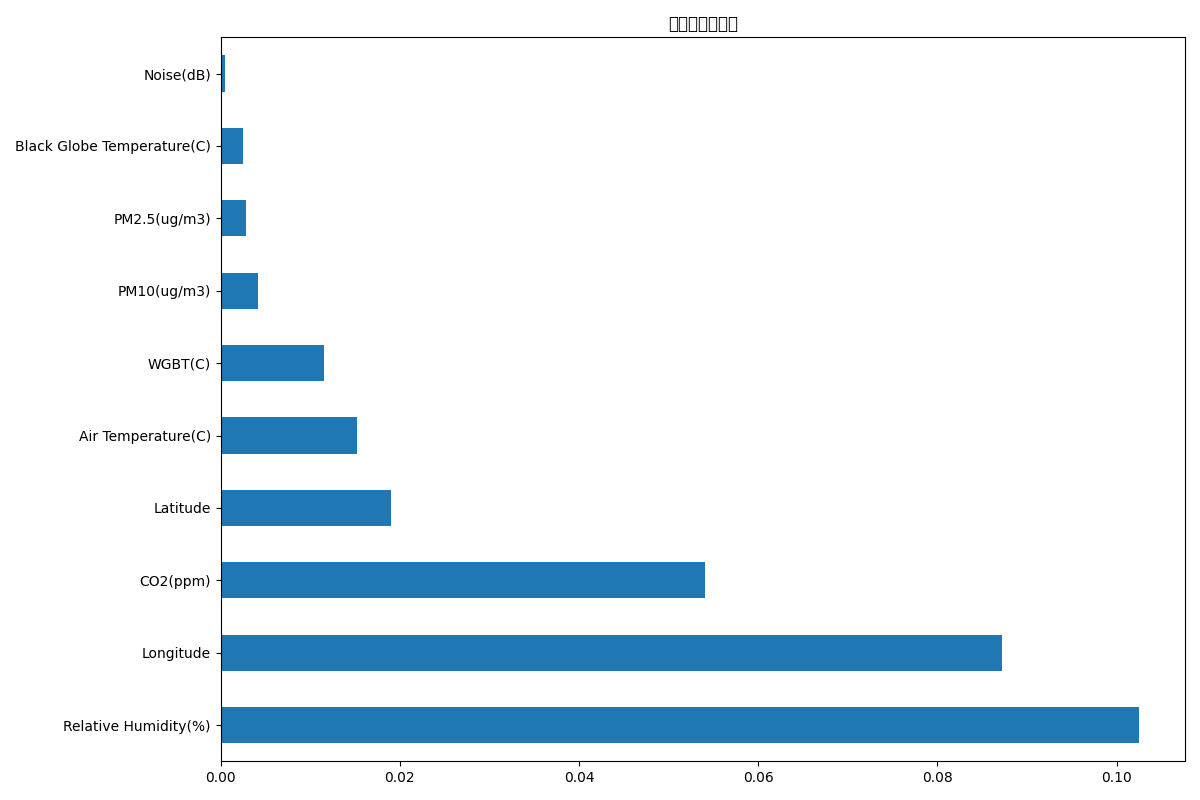 Noise(dB)
Black Globe Temperature(C)
PM2.5(ug/m3)
PM10(ug/m3)
WGBT(C)
Air Temperature(C)
Latitude
CO2(ppm)
Longitude
Relative Humidity(%)
0.00 0.02 0.04 0.06 0.08 0.10